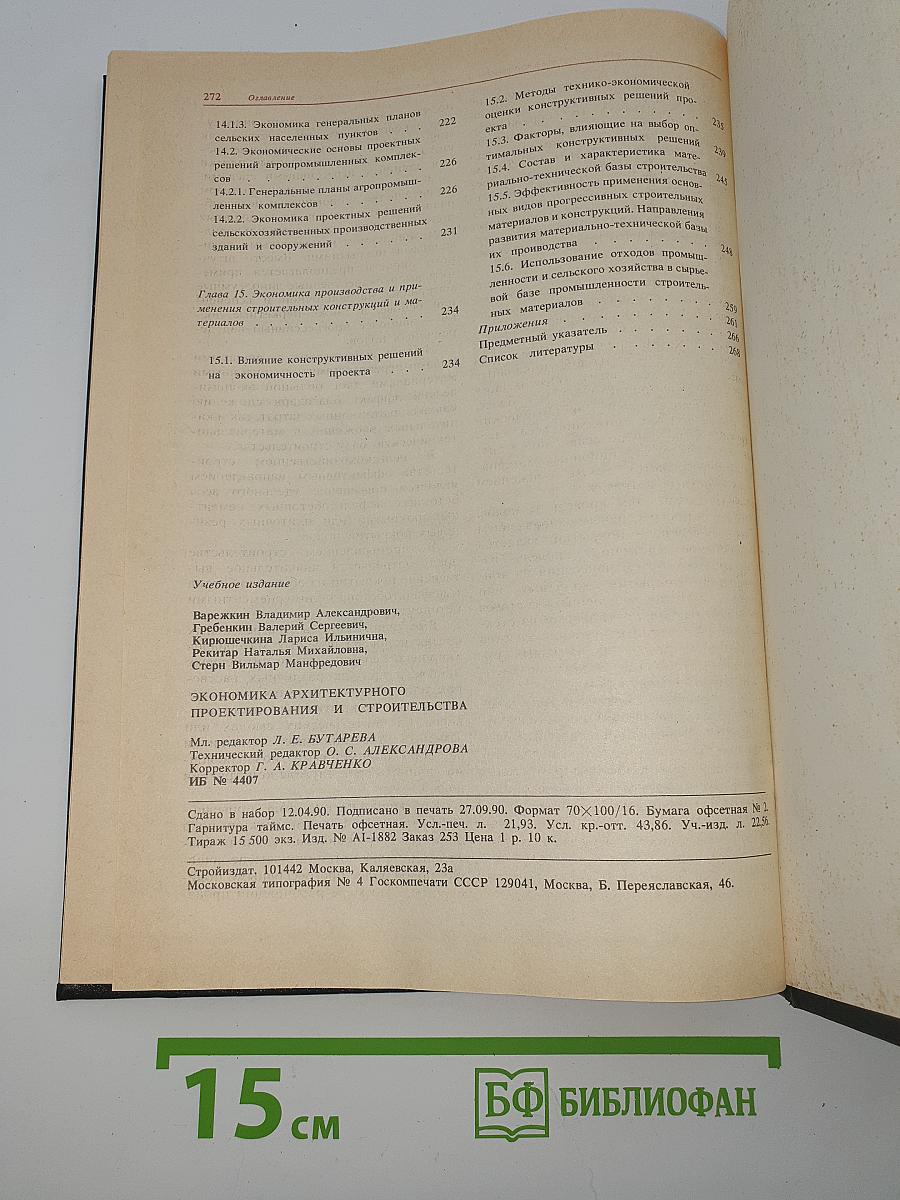 272 Оглавление
14.1.3. Экономика генеральных планов
сельских населенных пунктов . . . 222
14.2. Экономические основы проектных
решений агропромышленных комплек-
сов . . . . . . . . . . 226
14.2.1. Генеральные планы агропромыш-
ленных комплексов . . . . . . 226
14.2.2. Экономика проектных решений
сельскохозяйственных производственных
зданий и сооружений . . . . . . 231
Глава 15. Экономика производства и при-
менения строительных конструкций и ма-
териалов . . . . . . . . . . 234
15.1. Влияние конструктивных решений
на экономичность проекта . . . 234
15.2. Методы технико-экономической
оценки конструктивных решений про-
екта . . . . . . . . . . 235
15.3. Факторы, влияющие на выбор оп-
тимальных конструктивных решений 239
15.4. Состав и характеристика мате-
риально-технической базы строительства 245
15.5. Эффективность применения основ-
ных видов прогрессивных строительных
материалов и конструкций. Направления
развития материально-технической базы
их проиводства . . . . . . . 248
15.6. Использование отходов промыш-
ленности и сельского хозяйства в сырье-
вой базе промышленности строитель-
ных материалов . . . . . . . 259
Приложения . . . . . . . . . 261
Предметный указатель . . . . . . 266
Список литературы . . . . . . . 268
Учебное издание
Варежкин Владимир Александрович,
Гребенкин Валерий Сергеевич,
Кирюшечкина Лариса Ильинична,
Рекитар Наталья Михайловна,
Стерн Вильмар Манфредович
ЭКОНОМИКА АРХИТЕКТУРНОГО
ПРОЕКТИРОВАНИЯ И СТРОИТЕЛЬСТВА
Мл. редактор Л. Е. БУТАРЕВА
Технический редактор О. С. АЛЕКСАНДРОВА
Корректор Г. А. КРАВЧЕНКО
ИБ № 4407
Сдано в набор 12.04.90. Подписано в печать 27.09.90. Формат 70×100/16. Бумага офсетная № 2.
Гарнитура таймс. Печать офсетная. Усл.-печ. л. 21,93. Усл. кр.-отт. 43,86. Уч.-изд. л. 22,56.
Тираж 15 500 экз. Изд. № AI-1882 Заказ 253 Цена 1 р. 10 к.
Стройиздат, 101442 Москва, Каляевская, 23а
Московская типография № 4 Госкомпечати СССР 129041, Москва, Б. Переяславская, 46.
15 см
БФ БИБЛИОФАН